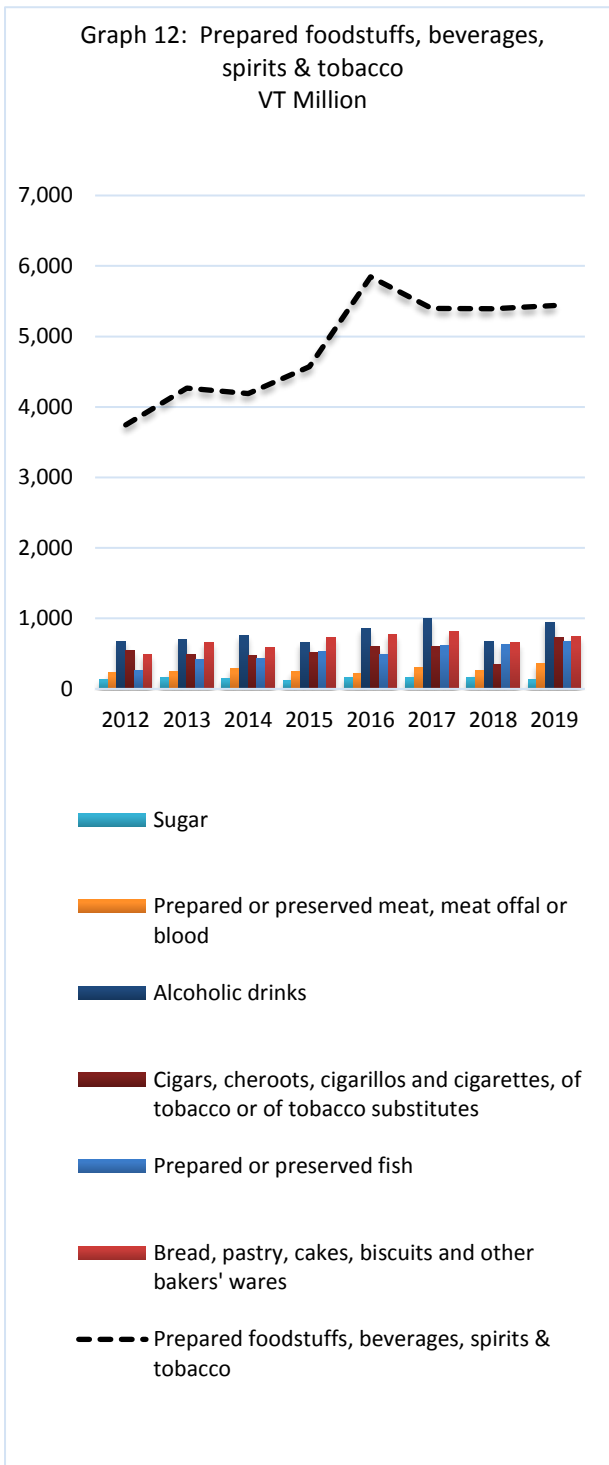 Graph 12:  Prepared foodstuffs, beverages,
spirits & tobacco
VT Million
7,000
6,000
5,000
4,000
3,000
2,000
1,000
0
2012 2013 2014 2015 2016 2017 2018 2019
Sugar
Prepared or preserved meat, meat offal or
blood
Alcoholic drinks
Cigars, cheroots, cigarillos and cigarettes, of
tobacco or of tobacco substitutes
Prepared or preserved fish
Bread, pastry, cakes, biscuits and other
bakers' wares
Prepared foodstuffs, beverages, spirits &
tobacco